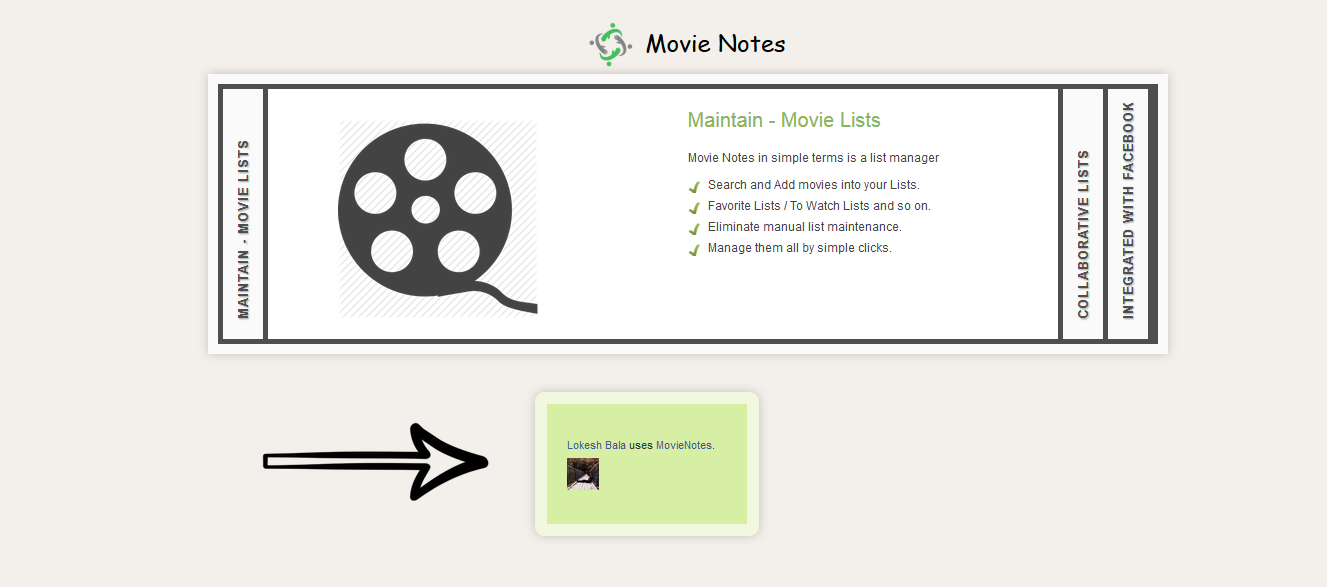 Movie Notes
MAINTAIN - MOVIE LISTS
Maintain - Movie Lists
Movie Notes in simple terms is a list manager
Search and Add movies into your Lists.
Favorite Lists / To Watch Lists and so on.
Eliminate manual list maintenance.
Manage them all by simple clicks.
COLLABORATIVE LISTS
INTEGRATED WITH FACEBOOK
Lokesh Bala uses MovieNotes.